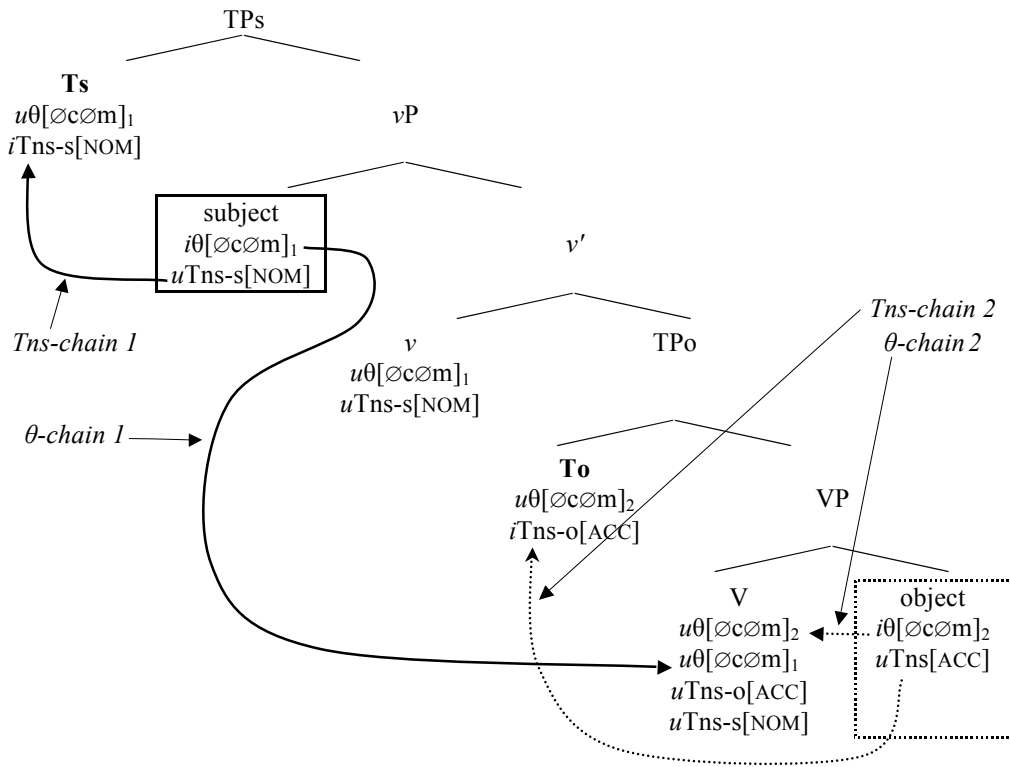 TPs
Ts
uθ[∅c∅m]₁
iTns-s[NOM]
vP
subject
iθ[∅c∅m]₁
uTns-s[NOM]
v′
Tns-chain 1
Tns-chain 2
θ-chain 2
v
uθ[∅c∅m]₁
uTns-s[NOM]
TPo
θ-chain 1
To
uθ[∅c∅m]₂
iTns-o[ACC]
VP
V
uθ[∅c∅m]₂
uθ[∅c∅m]₁
uTns-o[ACC]
uTns-s[NOM]
object
iθ[∅c∅m]₂
uTns[ACC]